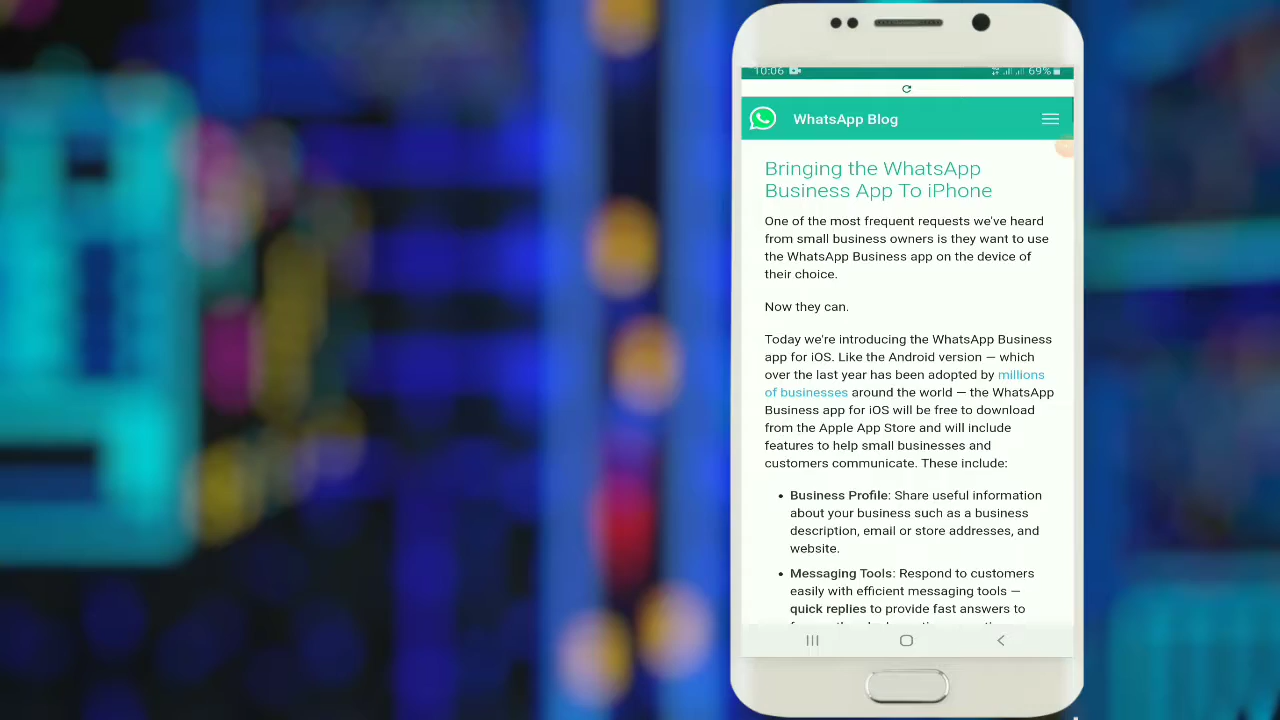 10:06 69%
WhatsApp Blog
Bringing the WhatsApp
Business App To iPhone
One of the most frequent requests we've heard
from small business owners is they want to use
the WhatsApp Business app on the device of
their choice.
Now they can.
Today we're introducing the WhatsApp Business
app for iOS. Like the Android version — which
over the last year has been adopted by millions
of businesses around the world — the WhatsApp
Business app for iOS will be free to download
from the Apple App Store and will include
features to help small businesses and
customers communicate. These include:
• Business Profile: Share useful information
about your business such as a business
description, email or store addresses, and
website.
• Messaging Tools: Respond to customers
easily with efficient messaging tools —
quick replies to provide fast answers to